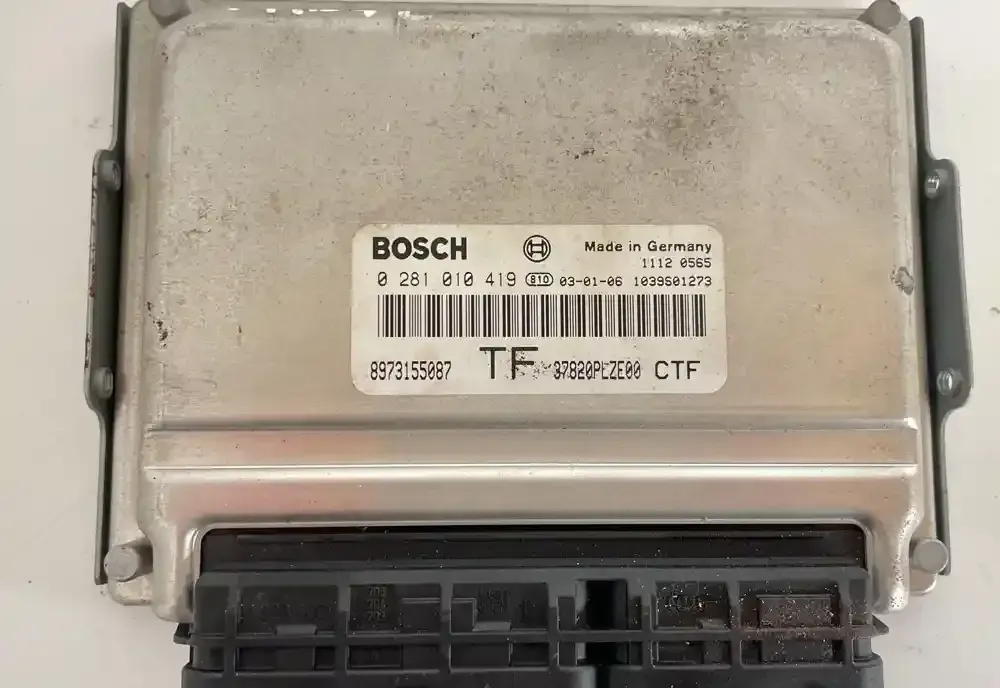 BOSCH Made in Germany
1112 0565
0 281 010 419 810 03-01-06 1039S01273
8973155087 TF 37820PLZE00 CTF